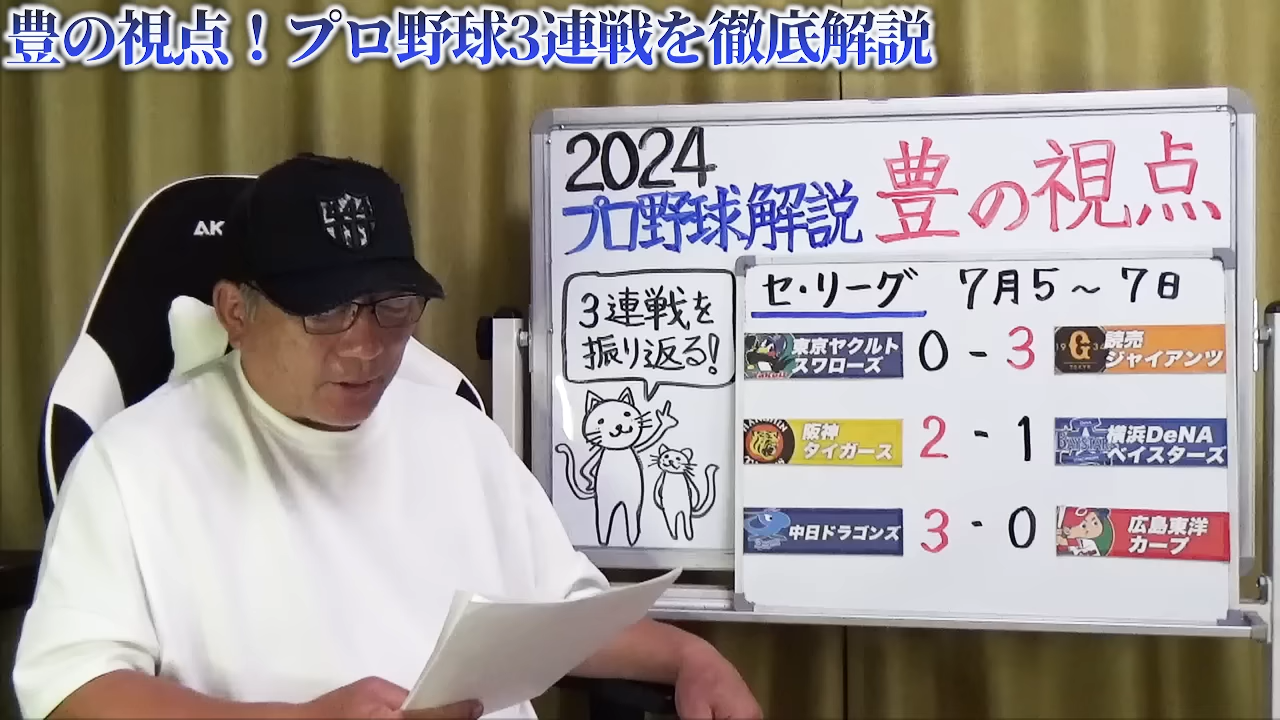 豊の視点！プロ野球3連戦を徹底解説
AK
2024
プロ野球解説
豊の視点
3連戦を
振り返る!
セ・リーグ 7月5~7日
東京ヤクルト
スワローズ
0-3
読売
ジャイアンツ
阪神
タイガース
2-1
横浜DeNA
ベイスターズ
中日ドラゴンズ
3-0
広島東洋
カープ